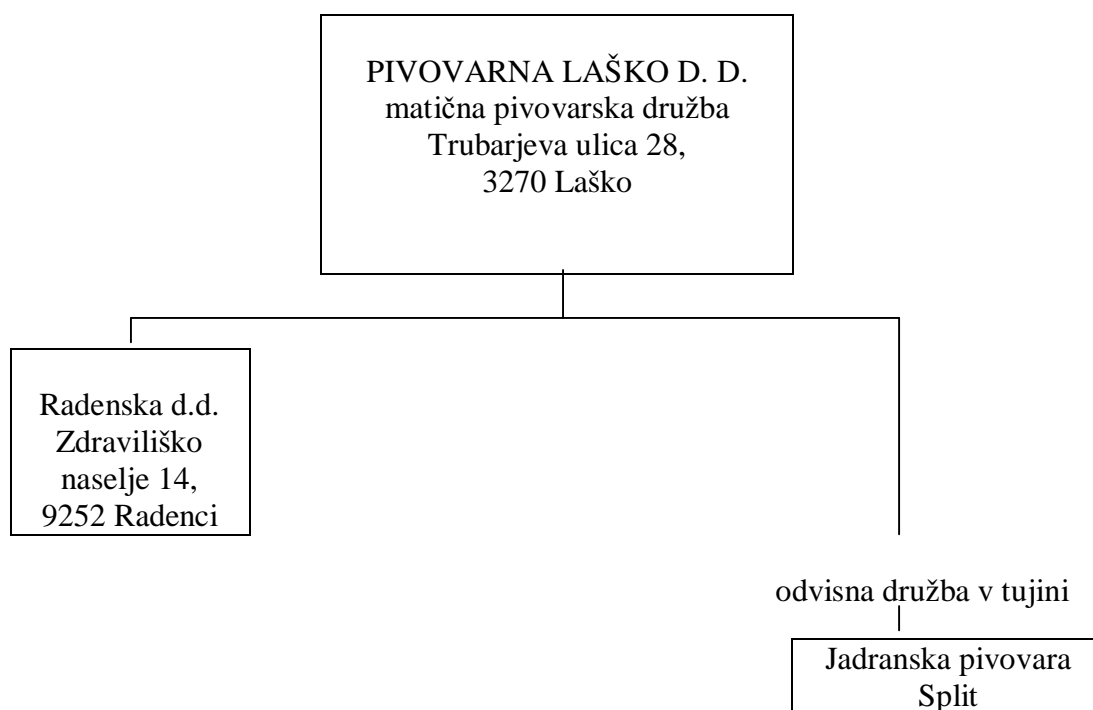 PIVOVARNA LAŠKO D. D.
matična pivovarska družba
Trubarjeva ulica 28,
3270 Laško
Radenska d.d.
Zdraviliško
naselje 14,
9252 Radenci
odvisna družba v tujini
Jadranska pivovara
Split